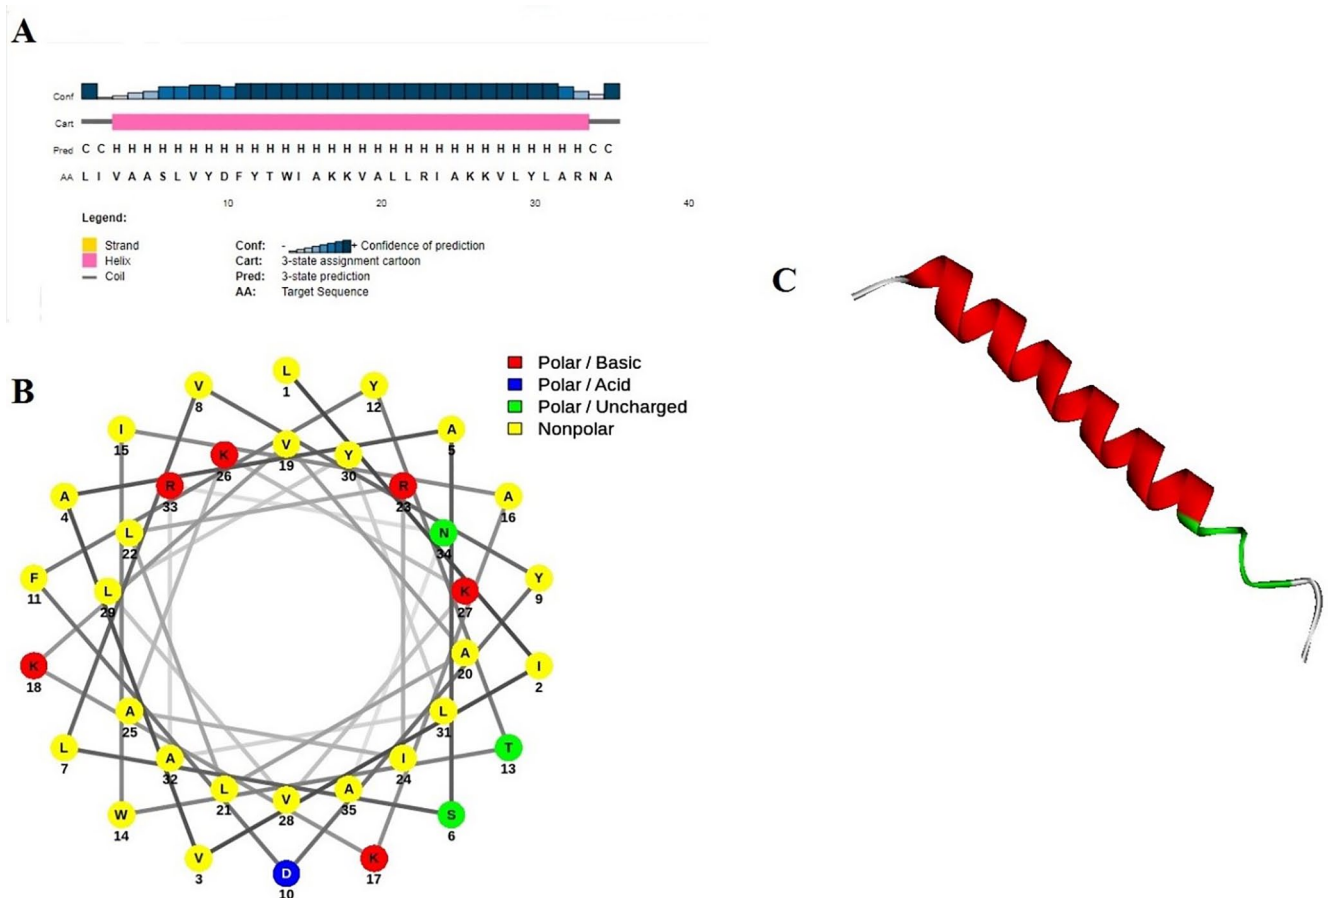 A
Conf
Cart
Pred C C H H H H H H H H H H H H H H H H H H H H H H H H H H H H H H H C C
AA L I V A A S L V Y D F Y T W I A K K V A L L R I A K K V L Y L A R N A
10 20 30 40
Legend:
Strand
Helix
Coil
Conf: - + Confidence of prediction
Cart: 3-state assignment cartoon
Pred: 3-state prediction
AA: Target Sequence
C
B
Polar / Basic
Polar / Acid
Polar / Uncharged
Nonpolar
L
1
V
8
Y
12
I
15
A
5
V
19
K
26
Y
30
R
33
R
23
A
4
A
16
L
22
N
34
F
11
Y
9
L
29
K
27
K
18
A
20
I
2
A
25
L
31
L
7
T
13
A
32
I
24
L
21
V
28
A
35
W
14
S
6
V
3
D
10
K
17